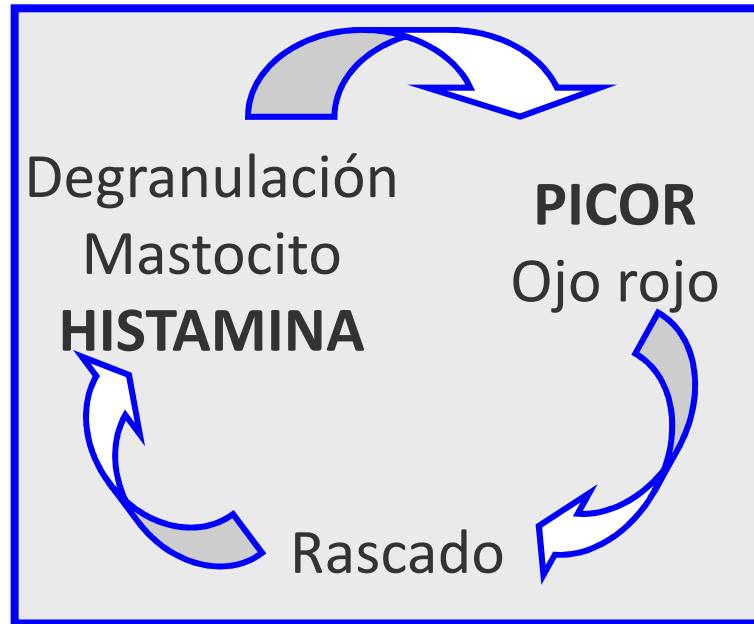 Degranulación
Mastocito
HISTAMINA
PICOR
Ojo rojo
Rascado